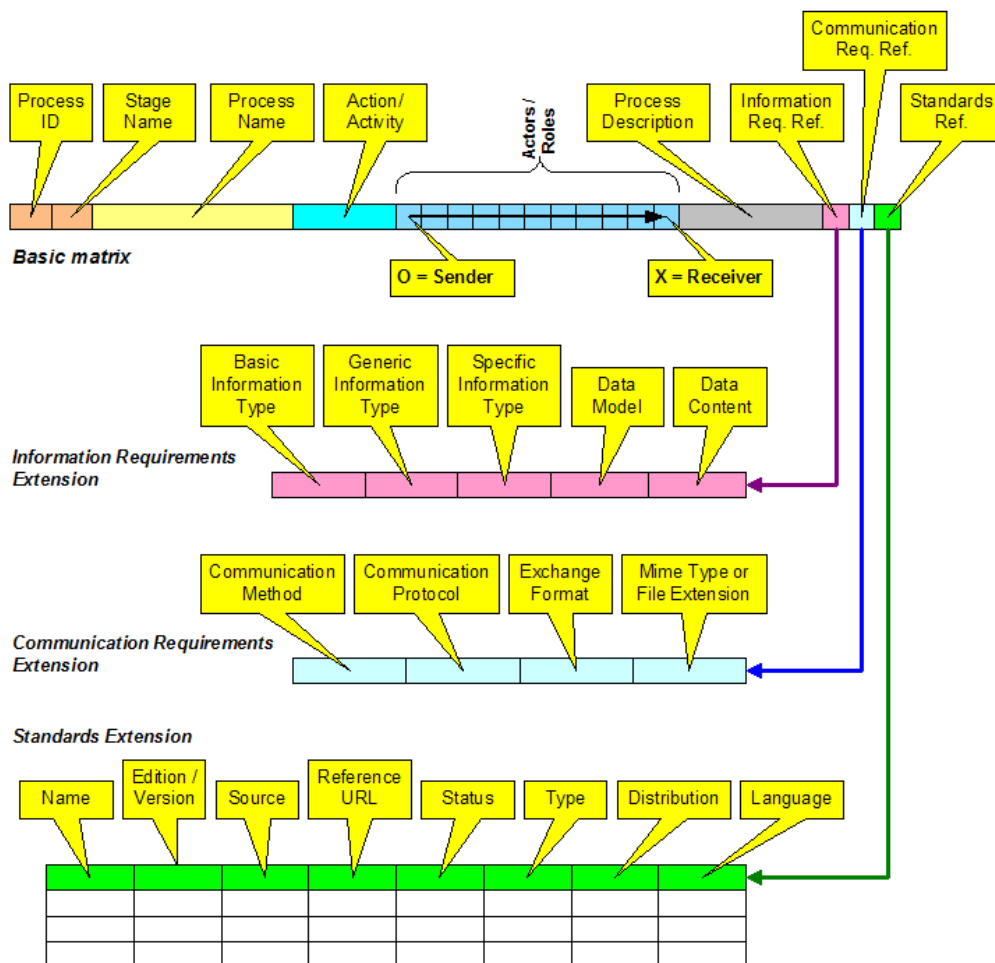 Communication
Req. Ref.
Process
ID
Stage
Name
Process
Name
Action/
Activity
Actors /
Roles
Process
Description
Information
Req. Ref.
Standards
Ref.
Basic matrix
O = Sender
X = Receiver
Basic
Information
Type
Generic
Information
Type
Specific
Information
Type
Data
Model
Data
Content
Information Requirements
Extension
Communication
Method
Communication
Protocol
Exchange
Format
Mime Type or
File Extension
Communication Requirements
Extension
Standards Extension
Name
Edition /
Version
Source
Reference
URL
Status
Type
Distribution
Language